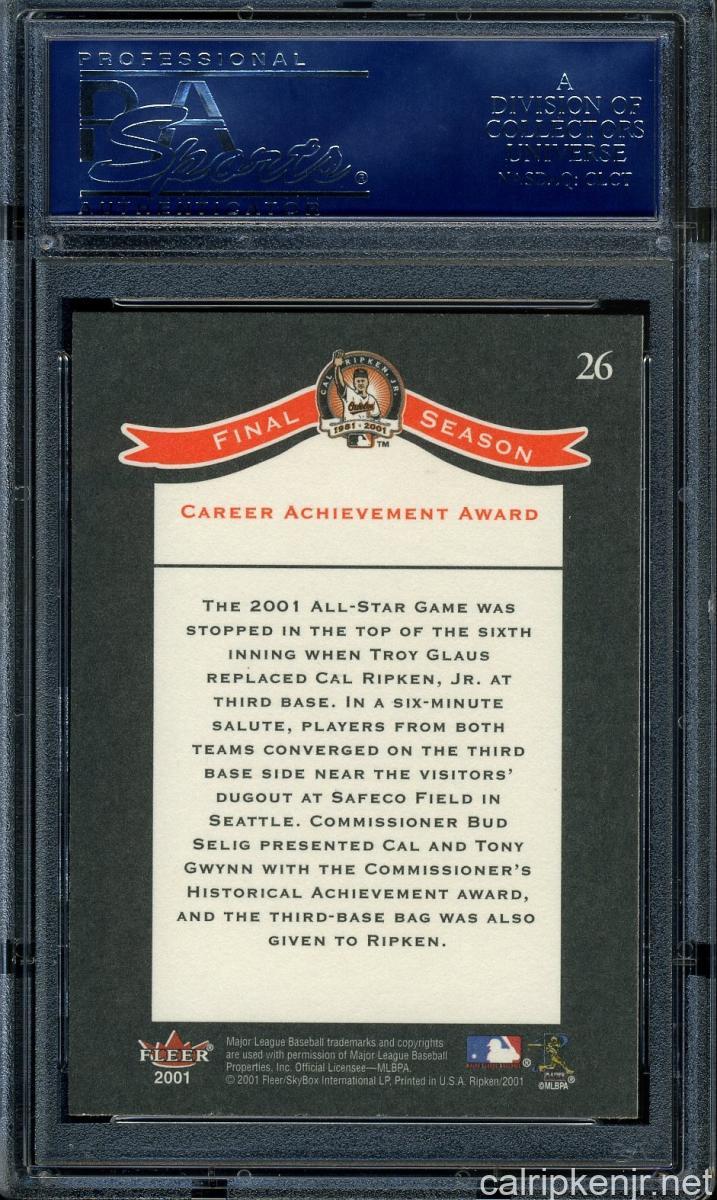 PROFESSIONAL
PSA
Sports®
AUTHENTICATOR
A
DIVISION OF
COLLECTORS
UNIVERSE
NASDAQ: CLCT
26
CAL RIPKEN, JR.
Orioles
1981 - 2001
TM
FINAL SEASON
CAREER ACHIEVEMENT AWARD
THE 2001 ALL-STAR GAME WAS
STOPPED IN THE TOP OF THE SIXTH
INNING WHEN TROY GLAUS
REPLACED CAL RIPKEN, JR. AT
THIRD BASE. IN A SIX-MINUTE
SALUTE, PLAYERS FROM BOTH
TEAMS CONVERGED ON THE THIRD
BASE SIDE NEAR THE VISITORS'
DUGOUT AT SAFECO FIELD IN
SEATTLE. COMMISSIONER BUD
SELIG PRESENTED CAL AND TONY
GWYNN WITH THE COMMISSIONER'S
HISTORICAL ACHIEVEMENT AWARD,
AND THE THIRD-BASE BAG WAS ALSO
GIVEN TO RIPKEN.
FLEER®
2001
Major League Baseball trademarks and copyrights
are used with permission of Major League Baseball
Properties, Inc. Official Licensee—MLBPA.
© 2001 Fleer/SkyBox International LP, Printed in U.S.A. Ripken/2001
®
©MLBPA
calripkenjr.net